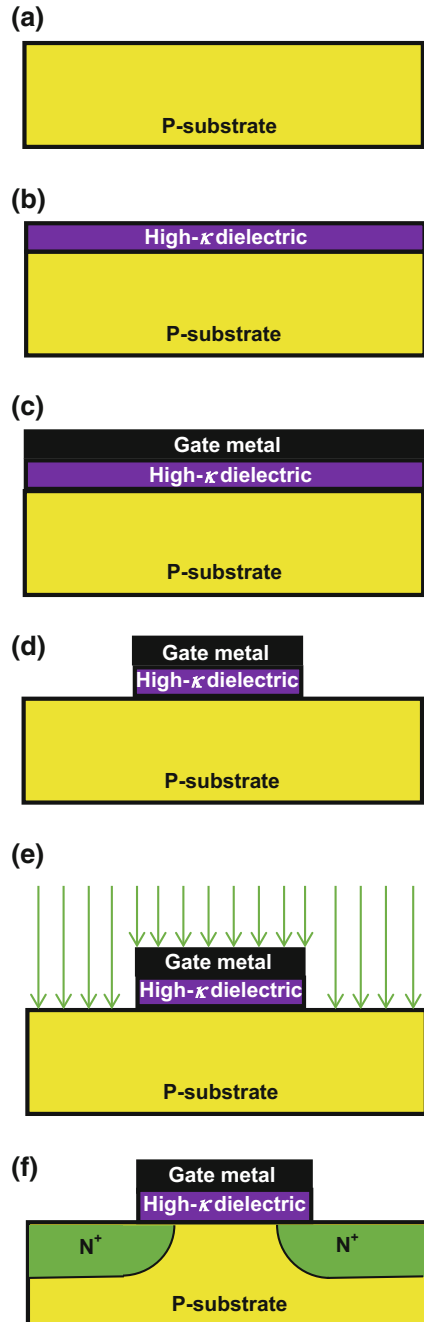 (a)
P-substrate
(b)
High-κ dielectric
P-substrate
(c)
Gate metal
High-κ dielectric
P-substrate
(d)
Gate metal
High-κ dielectric
P-substrate
(e)
Gate metal
High-κ dielectric
P-substrate
(f)
Gate metal
High-κ dielectric
N⁺ N⁺
P-substrate